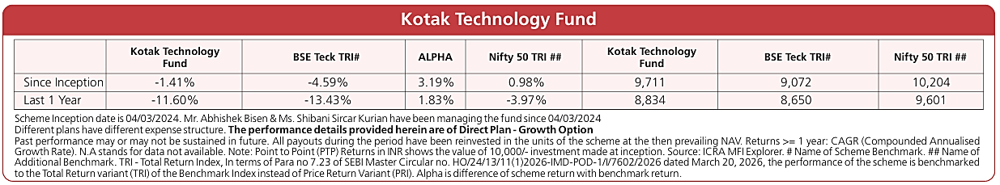 Kotak Technology Fund
Kotak Technology Fund BSE Teck TRI# ALPHA Nifty 50 TRI ## Kotak Technology Fund BSE Teck TRI# Nifty 50 TRI ##
Since Inception -1.41% -4.59% 3.19% 0.98% 9,711 9,072 10,204
Last 1 Year -11.60% -13.43% 1.83% -3.97% 8,834 8,650 9,601
Scheme Inception date is 04/03/2024. Mr. Abhishek Bisen & Ms. Shibani Sircar Kurian have been managing the fund since 04/03/2024
Different plans have different expense structure. The performance details provided herein are of Direct Plan - Growth Option
Past performance may or may not be sustained in future. All payouts during the period have been reinvested in the units of the scheme at the then prevailing NAV. Returns >= 1 year: CAGR (Compounded Annualised
Growth Rate). N.A stands for data not available. Note: Point to Point (PTP) Returns in INR shows the value of 10,000/- investment made at inception. Source: ICRA MFI Explorer. # Name of Scheme Benchmark. ## Name of
Additional Benchmark. TRI - Total Return Index, In terms of Para no 7.23 of SEBI Master Circular no. HO/24/13/11(1)2026-IMD-POD-1/I/7602/2026 dated March 20, 2026, the performance of the scheme is benchmarked
to the Total Return variant (TRI) of the Benchmark Index instead of Price Return Variant (PRI). Alpha is difference of scheme return with benchmark return.